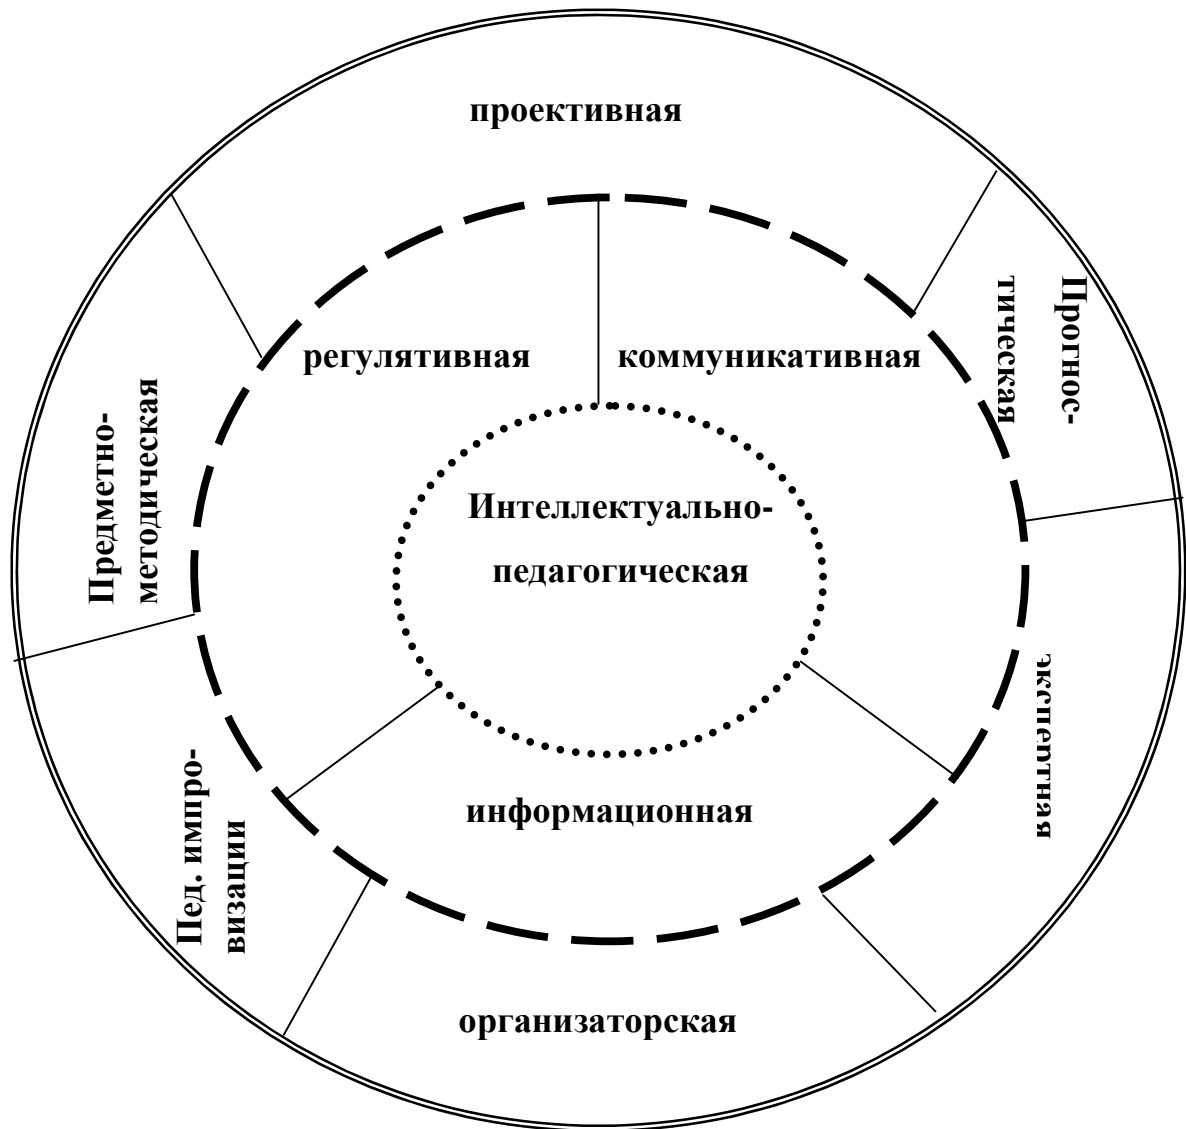 проективная
Прогнос-
тическая
регулятивная
коммуникативная
Предметно-
методическая
Интеллектуально-
педагогическая
экспертная
Пед. импро-
визации
информационная
организаторская